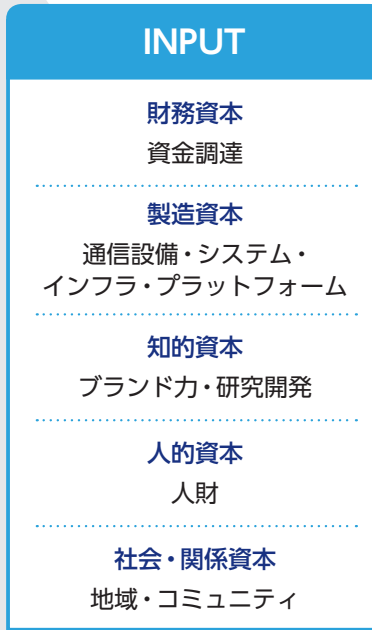 INPUT
財務資本
資金調達
製造資本
通信設備・システム・
インフラ・プラットフォーム
知的資本
ブランド力・研究開発
人的資本
人財
社会・関係資本
地域・コミュニティ